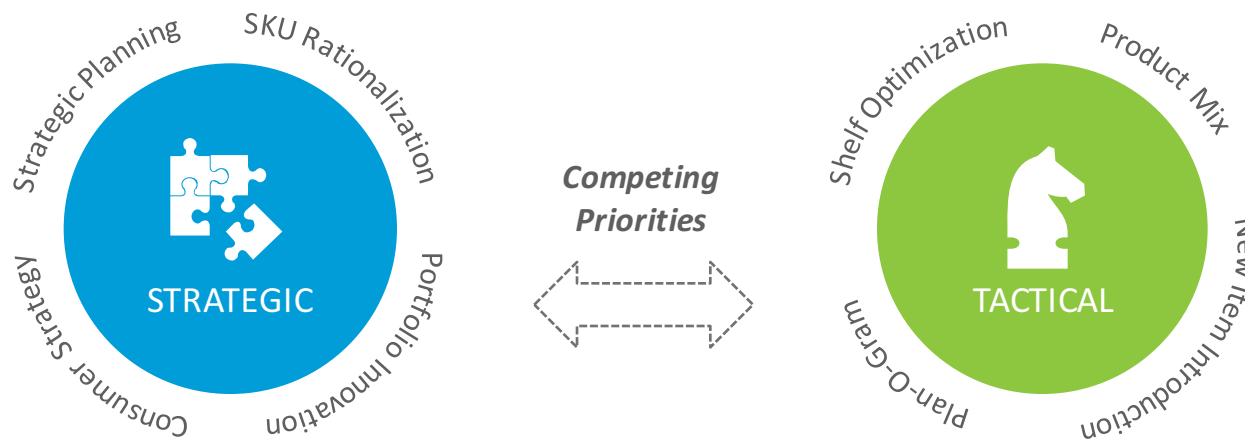 Strategic Planning
SKU Rationalization
Consumer Strategy
Portfolio Innovation
STRATEGIC
Competing
Priorities
Shelf Optimization
Product Mix
Plan-O-Gram
New Item Introduction
TACTICAL